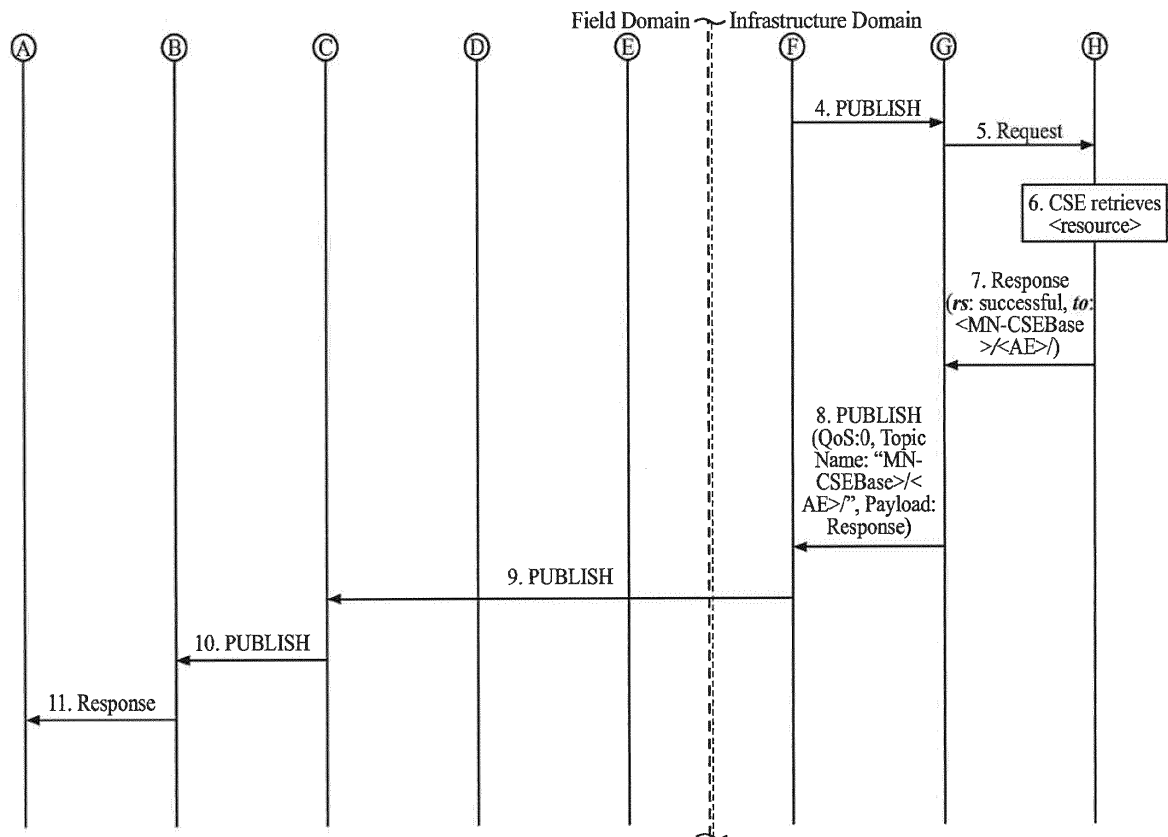 Field Domain
Infrastructure Domain
A
B
C
D
E
F
G
H
4. PUBLISH
5. Request
6. CSE retrieves
<resource>
7. Response
(rs: successful, to:
<MN-CSEBase
>/<AE>/)
8. PUBLISH
(QoS:0, Topic
Name: “MN-
CSEBase>/<
AE>/”, Payload:
Response)
9. PUBLISH
10. PUBLISH
11. Response